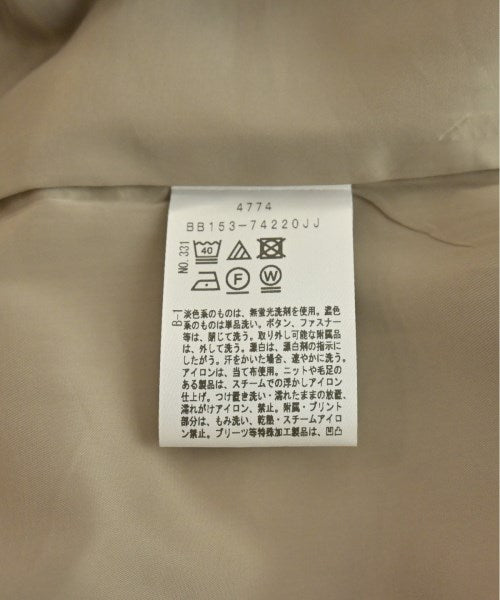 4774
BB153-74220JJ
NO.331
40
F
W
B-1
淡色系のものは、無蛍光洗剤を使用。濃色
系のものは単品洗い。ボタン、ファスナー
等は、閉じて洗う。取り外し可能な附属品
は、外して洗う。漂白は、漂白剤の指示に
したがう。汗をかいた場合、速やかに洗う。
アイロンは、当て布使用。ニットや毛足の
ある製品は、スチームでの浮かしアイロン
仕上げ。つけ置き洗い・濡れたままの放置、
濡れがけアイロン、禁止。附属・プリント
部分は、もみ洗い、乾熱・スチームアイロ
ン禁止。プリーツ等特殊加工製品は、凹凸